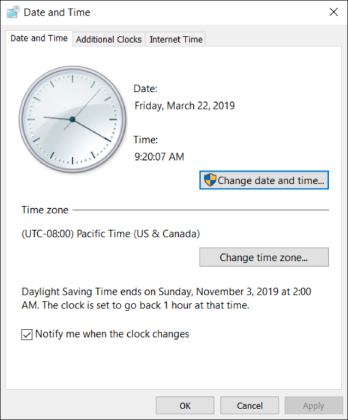 Date and Time
Date and Time
Additional Clocks
Internet Time
Date:
Friday, March 22, 2019
Time:
9:20:07 AM
Change date and time...
Time zone
(UTC-08:00) Pacific Time (US & Canada)
Change time zone...
Daylight Saving Time ends on Sunday, November 3, 2019 at 2:00
AM. The clock is set to go back 1 hour at that time.
Notify me when the clock changes
OK
Cancel
Apply